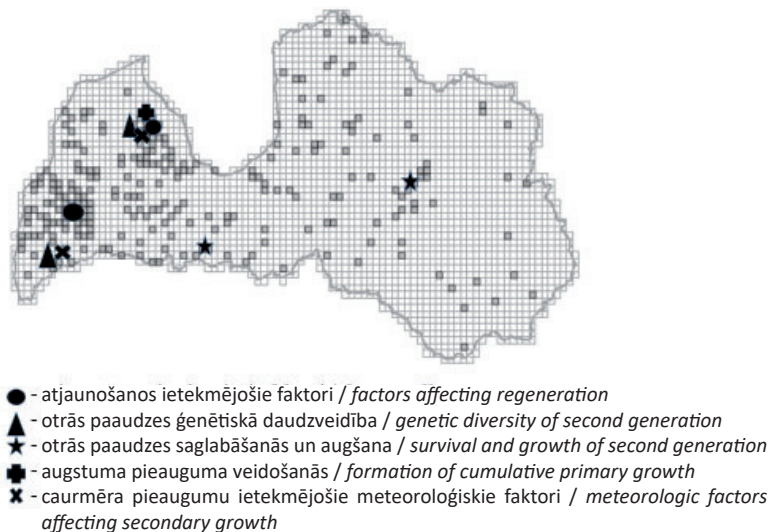 - atjaunošanos ietekmējošie faktori / factors affecting regeneration
- otrās paaudzes ģenētiskā daudzveidība / genetic diversity of second generation
- otrās paaudzes saglabāšanās un augšana / survival and growth of second generation
- augstuma pieauguma veidošanās / formation of cumulative primary growth
- caurmēra pieaugumu ietekmējošie meteoroloģiskie faktori / meteorologic factors
affecting secondary growth